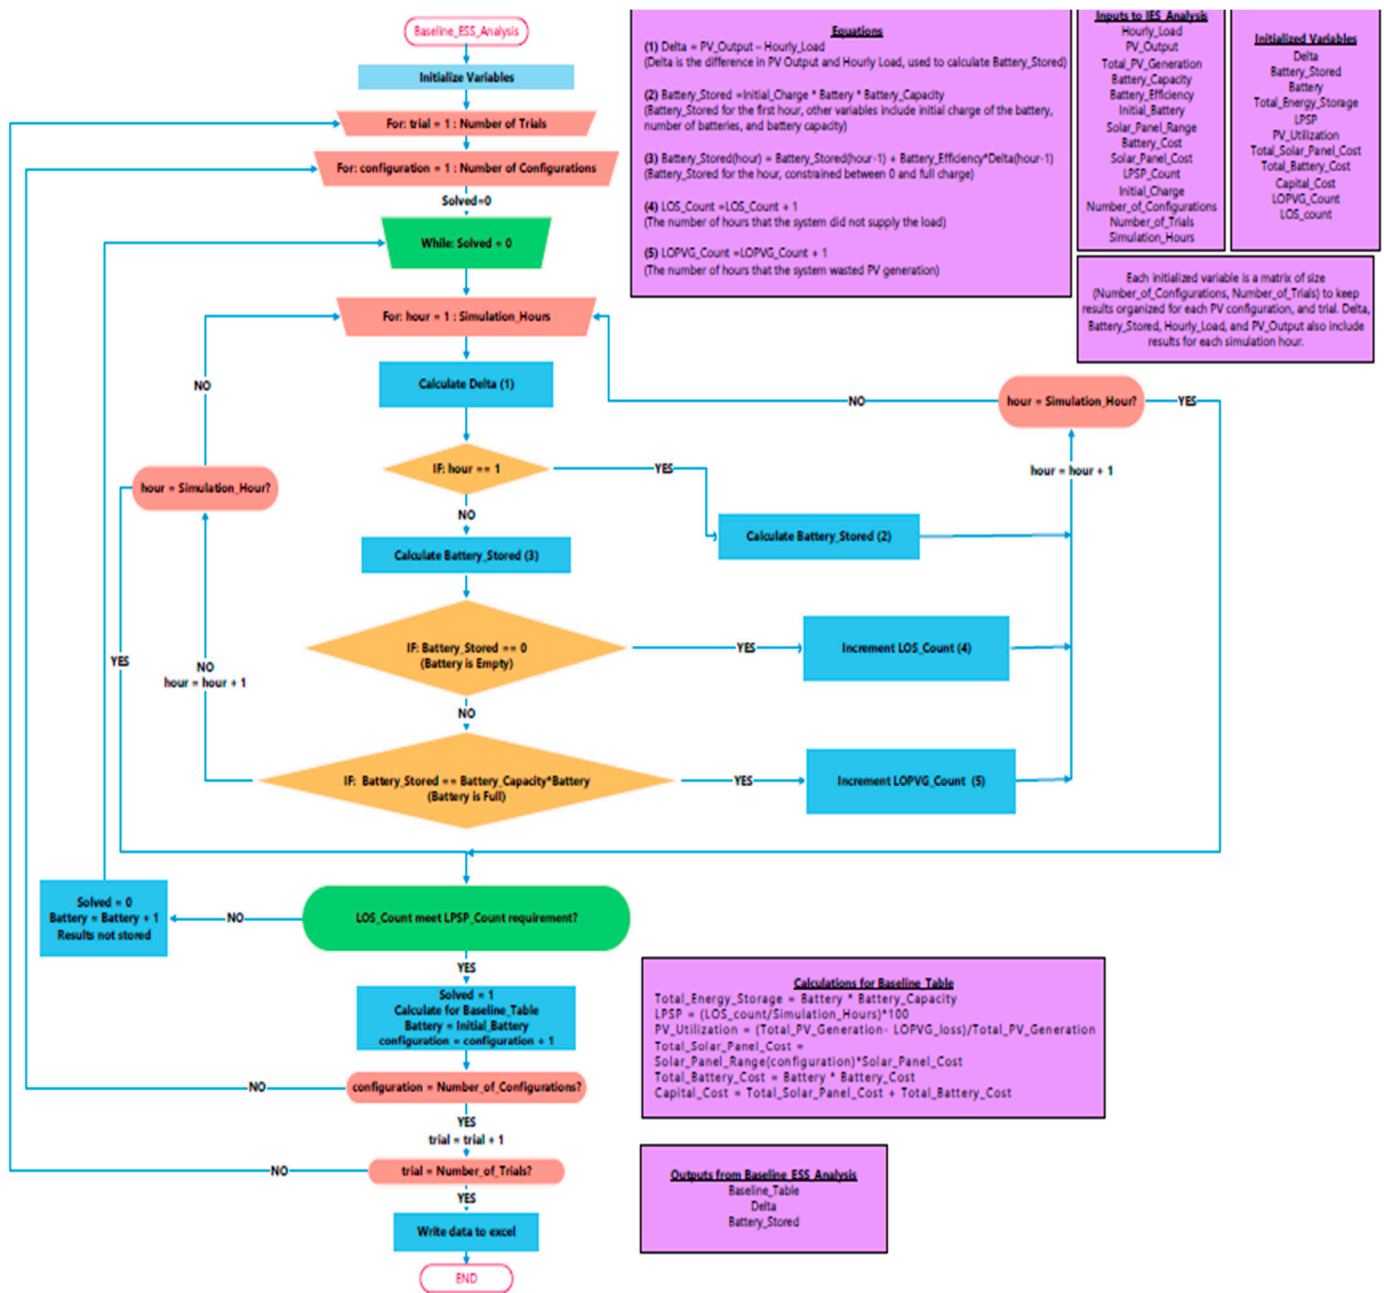 Baseline_ESS_Analysis
Initialize Variables
For: trial = 1 : Number of Trials
For: configuration = 1 : Number of Configurations
Solved=0
While: Solved = 0
For: hour = 1 : Simulation_Hours
Calculate Delta (1)
IF: hour == 1
YES
NO
Calculate Battery_Stored (2)
Calculate Battery_Stored (3)
IF: Battery_Stored == 0
(Battery is Empty)
YES
Increment LOS_Count (4)
NO
IF: Battery_Stored == Battery_Capacity*Battery
(Battery is Full)
YES
Increment LOPVG_Count (5)
hour = hour + 1
hour = Simulation_Hour?
NO
YES
NO
hour = hour + 1
hour = Simulation_Hour?
NO
YES
LOS_Count meet LPSP_Count requirement?
NO
Solved = 0
Battery = Battery + 1
Results not stored
YES
Solved = 1
Calculate for Baseline_Table
Battery = Initial_Battery
configuration = configuration + 1
configuration = Number_of_Configurations?
NO
YES
trial = trial + 1
trial = Number_of_Trials?
NO
YES
Write data to excel
END
Equations
(1) Delta = PV_Output – Hourly_Load
(Delta is the difference in PV Output and Hourly Load, used to calculate Battery_Stored)
(2) Battery_Stored =Initial_Charge * Battery * Battery_Capacity
(Battery_Stored for the first hour, other variables include initial charge of the battery,
number of batteries, and battery capacity)
(3) Battery_Stored(hour) = Battery_Stored(hour-1) + Battery_Efficiency*Delta(hour-1)
(Battery_Stored for the hour, constrained between 0 and full charge)
(4) LOS_Count =LOS_Count + 1
(The number of hours that the system did not supply the load)
(5) LOPVG_Count =LOPVG_Count + 1
(The number of hours that the system wasted PV generation)
Inputs to IES_Analysis
Hourly_Load
PV_Output
Total_PV_Generation
Battery_Capacity
Battery_Efficiency
Initial_Battery
Solar_Panel_Range
Battery_Cost
Solar_Panel_Cost
LPSP_Count
Initial_Charge
Number_of_Configurations
Number_of_Trials
Simulation_Hours
Initialized Variables
Delta
Battery_Stored
Battery
Total_Energy_Storage
LPSP
PV_Utilization
Total_Solar_Panel_Cost
Total_Battery_Cost
Capital_Cost
LOPVG_Count
LOS_count
Each initialized variable is a matrix of size
(Number_of_Configurations, Number_of_Trials) to keep
results organized for each PV configuration, and trial. Delta,
Battery_Stored, Hourly_Load, and PV_Output also include
results for each simulation hour.
Calculations for Baseline Table
Total_Energy_Storage = Battery * Battery_Capacity
LPSP = (LOS_count/Simulation_Hours)*100
PV_Utilization = (Total_PV_Generation- LOPVG_loss)/Total_PV_Generation
Total_Solar_Panel_Cost =
Solar_Panel_Range(configuration)*Solar_Panel_Cost
Total_Battery_Cost = Battery * Battery_Cost
Capital_Cost = Total_Solar_Panel_Cost + Total_Battery_Cost
Outputs from Baseline_ESS_Analysis
Baseline_Table
Delta
Battery_Stored